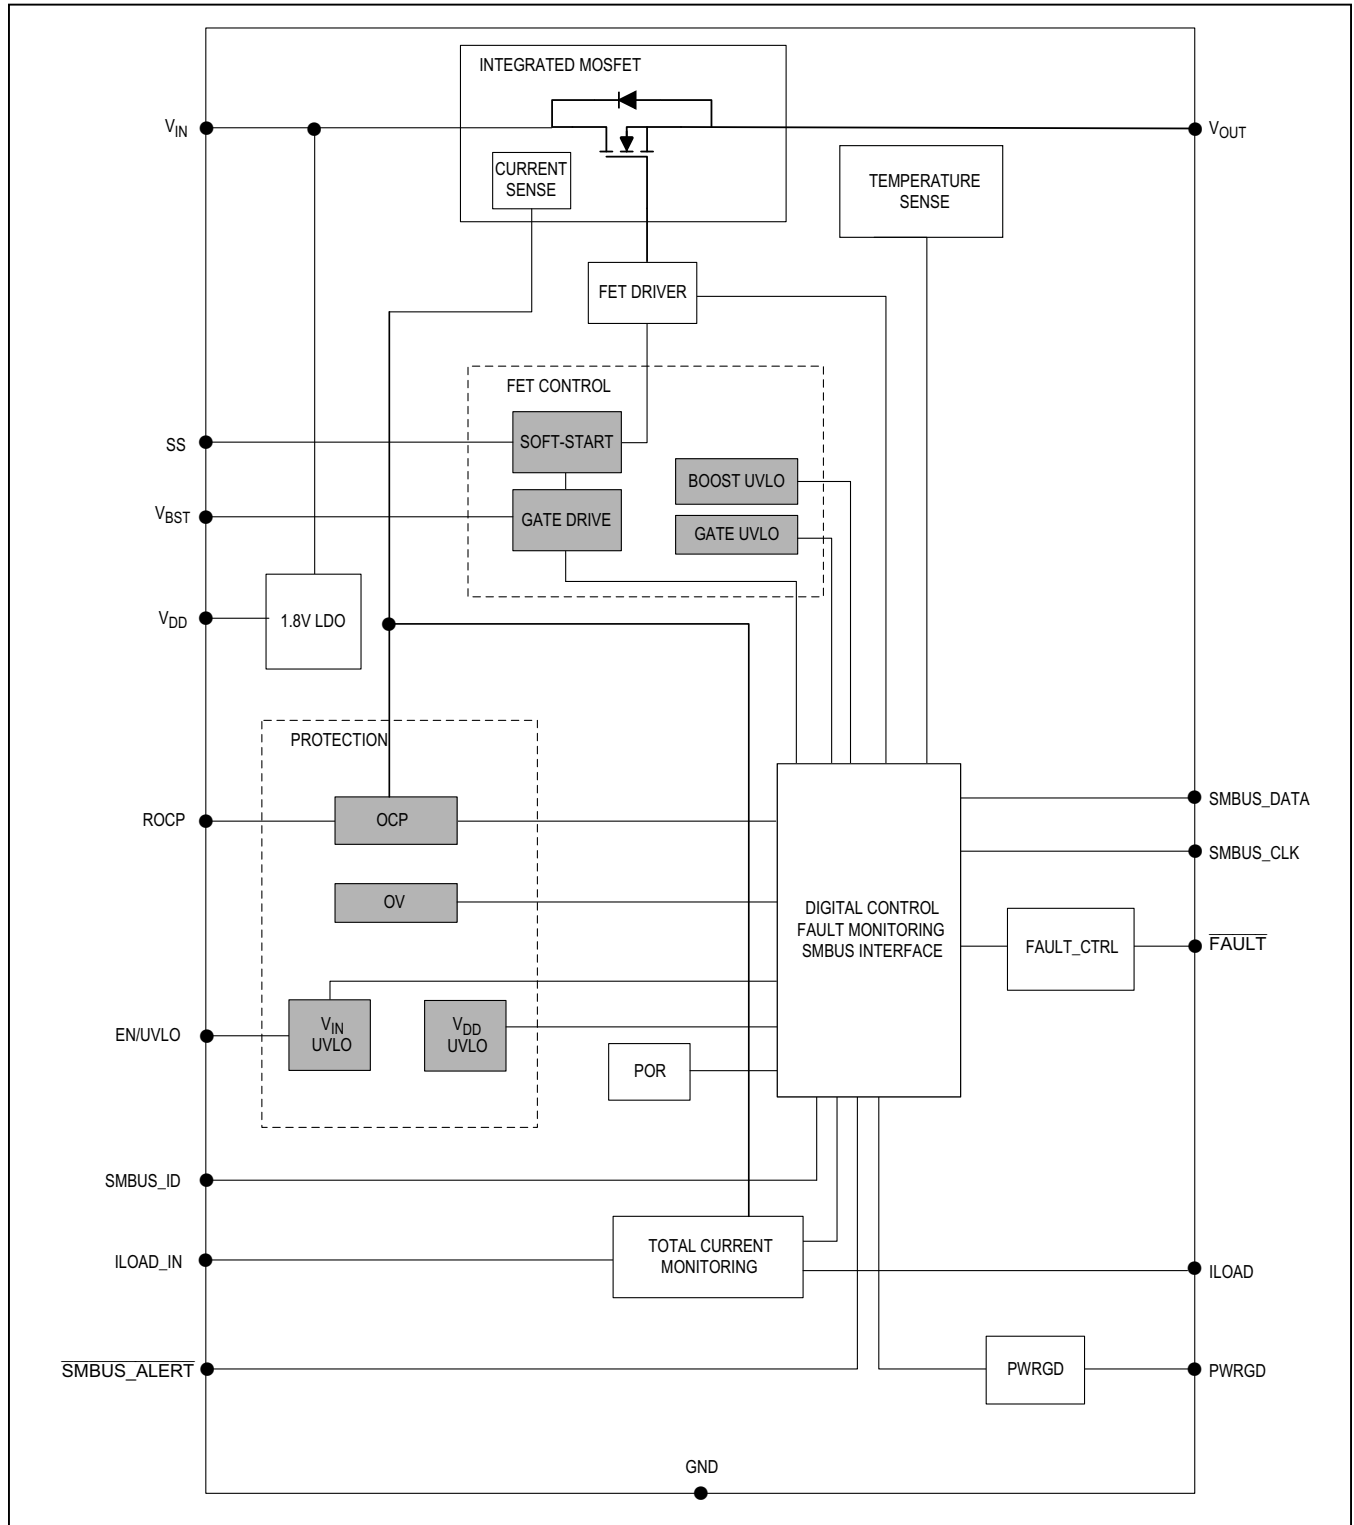 INTEGRATED MOSFET
VIN
VOUT
CURRENT
SENSE
TEMPERATURE
SENSE
FET DRIVER
FET CONTROL
SS
SOFT-START
BOOST UVLO
VBST
GATE DRIVE
GATE UVLO
VDD
1.8V LDO
PROTECTION
ROCP
OCP
SMBUS_DATA
SMBUS_CLK
OV
DIGITAL CONTROL
FAULT MONITORING
SMBUS INTERFACE
FAULT_CTRL
FAULT
EN/UVLO
VIN
UVLO
VDD
UVLO
POR
SMBUS_ID
ILOAD_IN
TOTAL CURRENT
MONITORING
ILOAD
SMBUS_ALERT
PWRGD
PWRGD
GND